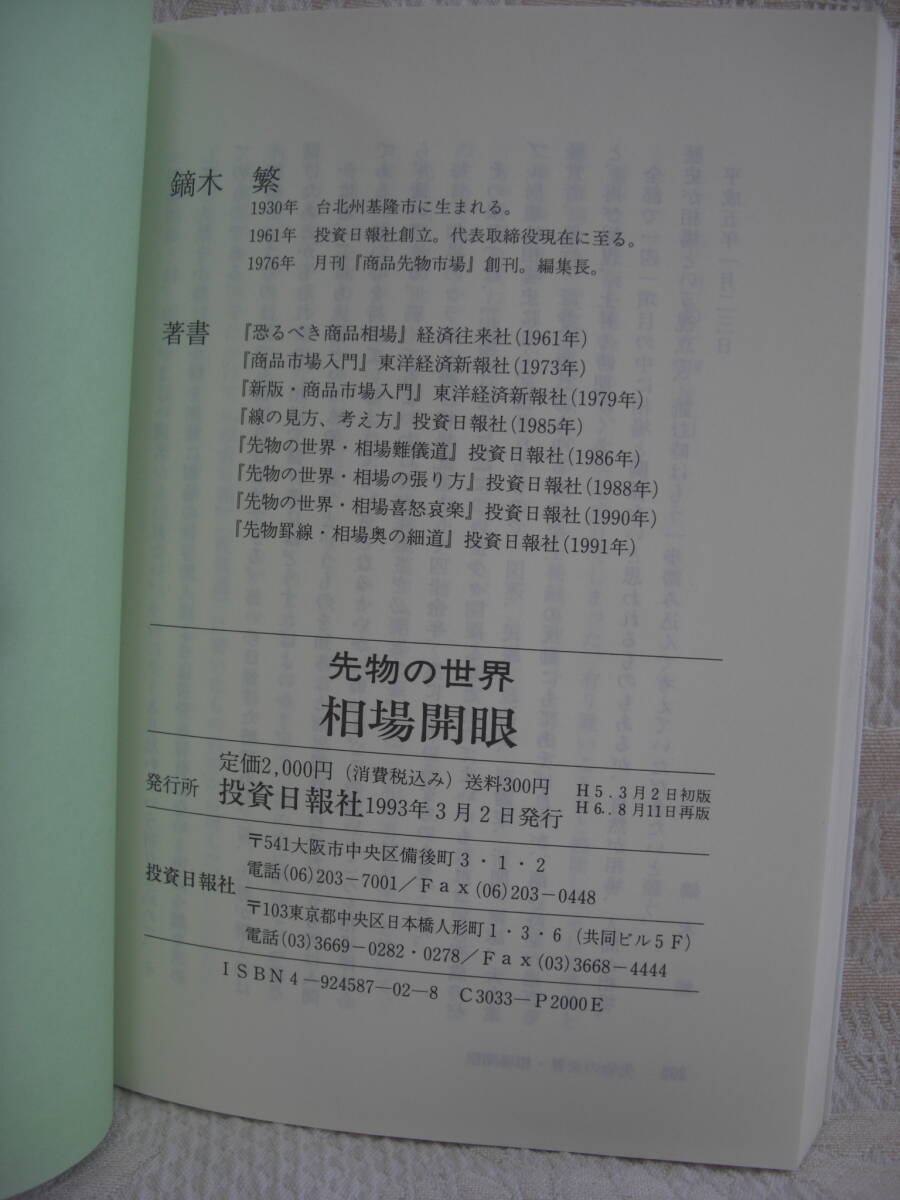 鏑木　繁
1930年　台北州基隆市に生まれる。
1961年　投資日報社創立。代表取締役現在に至る。
1976年　月刊『商品先物市場』創刊。編集長。
著書　『恐るべき商品相場』経済往来社(1961年)
『商品市場入門』東洋経済新報社(1973年)
『新版・商品市場入門』東洋経済新報社(1979年)
『線の見方、考え方』投資日報社(1985年)
『先物の世界・相場難儀道』投資日報社(1986年)
『先物の世界・相場の張り方』投資日報社(1988年)
『先物の世界・相場喜怒哀楽』投資日報社(1990年)
『先物罫線・相場奥の細道』投資日報社(1991年)
先物の世界
相場開眼
定価2,000円（消費税込み）送料300円
H5.3月2日初版
H6.8月11日再版
発行所　投資日報社1993年3月2日発行
投資日報社
〒541大阪市中央区備後町3・1・2
電話(06)203−7001／Fax(06)203−0448
〒103東京都中央区日本橋人形町1・3・6（共同ビル5F）
電話(03)3669−0282・0278／Fax(03)3668−4444
ISBN4−924587−02−8　C3033−P2000E